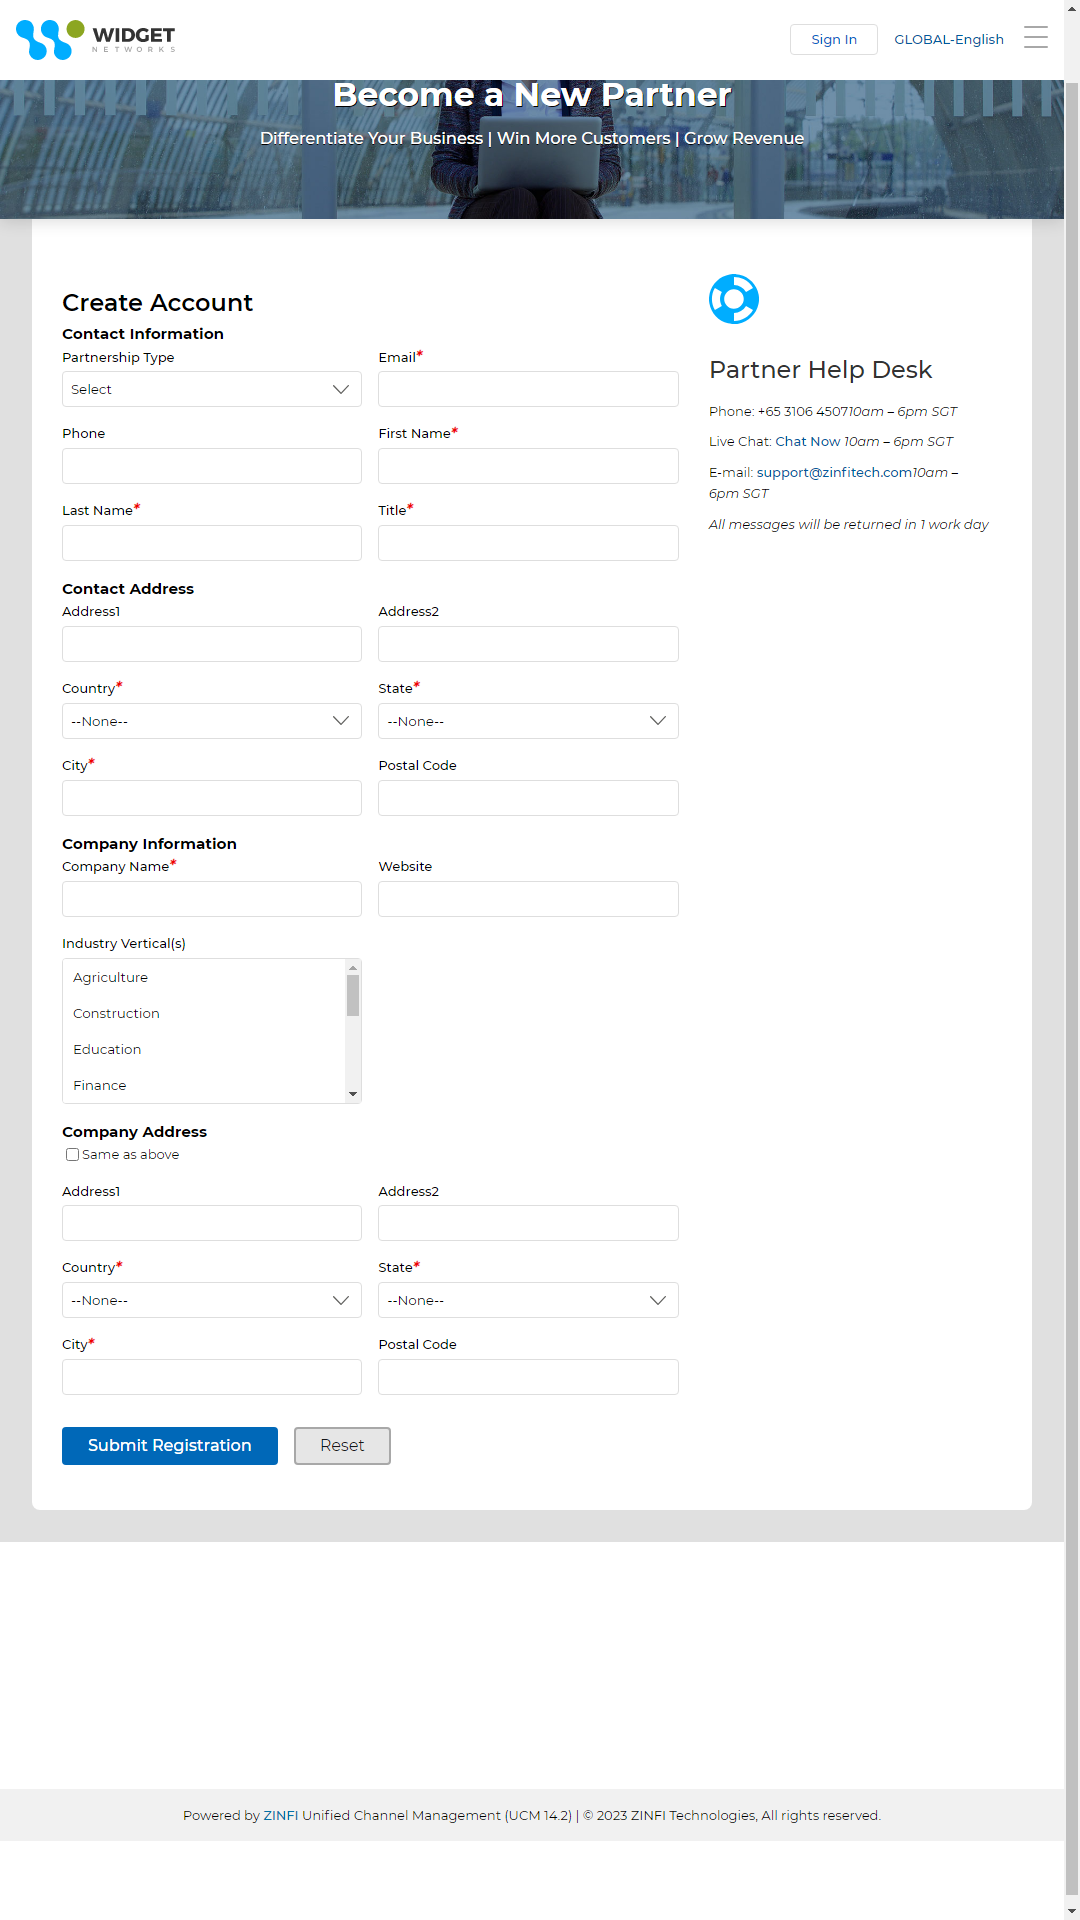 WIDGET
NETWORKS
Sign In
GLOBAL-English
Become a New Partner
Differentiate Your Business | Win More Customers | Grow Revenue
Create Account
Contact Information
Partnership Type
Email*
Select
Phone
First Name*
Last Name*
Title*
Contact Address
Address1
Address2
Country*
State*
--None--
--None--
City*
Postal Code
Company Information
Company Name*
Website
Industry Vertical(s)
Agriculture
Construction
Education
Finance
Company Address
Same as above
Address1
Address2
Country*
State*
--None--
--None--
City*
Postal Code
Submit Registration
Reset
Partner Help Desk
Phone: +65 3106 450710am – 6pm SGT
Live Chat: Chat Now 10am – 6pm SGT
E-mail: support@zinfitech.com10am –
6pm SGT
All messages will be returned in 1 work day
Powered by ZINFI Unified Channel Management (UCM 14.2) | © 2023 ZINFI Technologies, All rights reserved.